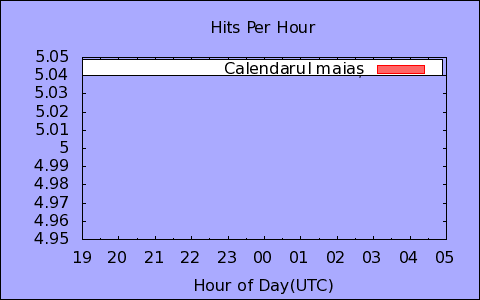 Hits Per Hour
5.05
Calendarul maiaș
5.04
5.03
5.02
5.01
5
4.99
4.98
4.97
4.96
4.95
19 20 21 22 23 00 01 02 03 04 05
Hour of Day(UTC)